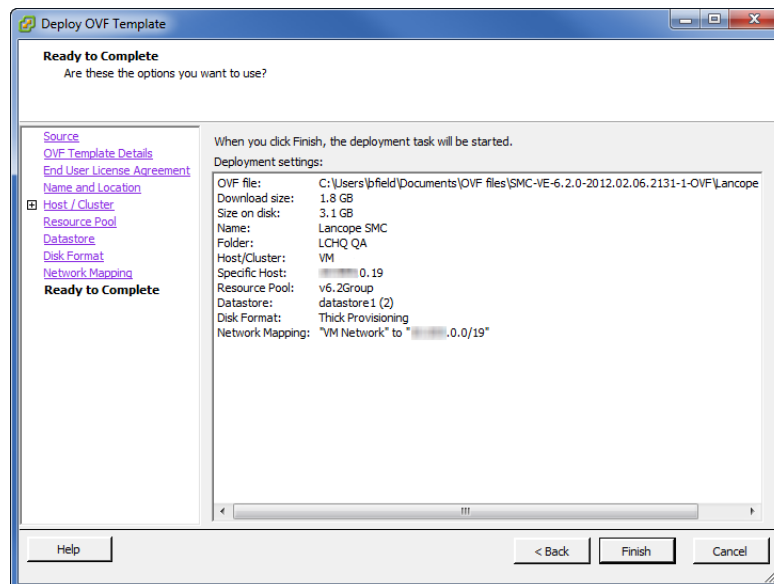 Deploy OVF Template
Ready to Complete
Are these the options you want to use?
Source
OVF Template Details
End User License Agreement
Name and Location
Host / Cluster
Resource Pool
Datastore
Disk Format
Network Mapping
Ready to Complete
When you click Finish, the deployment task will be started.
Deployment settings:
OVF file: C:\Users\bfield\Documents\OVF files\SMC-VE-6.2.0-2012.02.06.2131-1-OVF\Lancope
Download size: 1.8 GB
Size on disk: 3.1 GB
Name: Lancope SMC
Folder: LCHQ QA
Host/Cluster: VM
Specific Host: 0.19
Resource Pool: v6.2Group
Datastore: datastore1 (2)
Disk Format: Thick Provisioning
Network Mapping: "VM Network" to " .0.0/19"
Help
< Back
Finish
Cancel